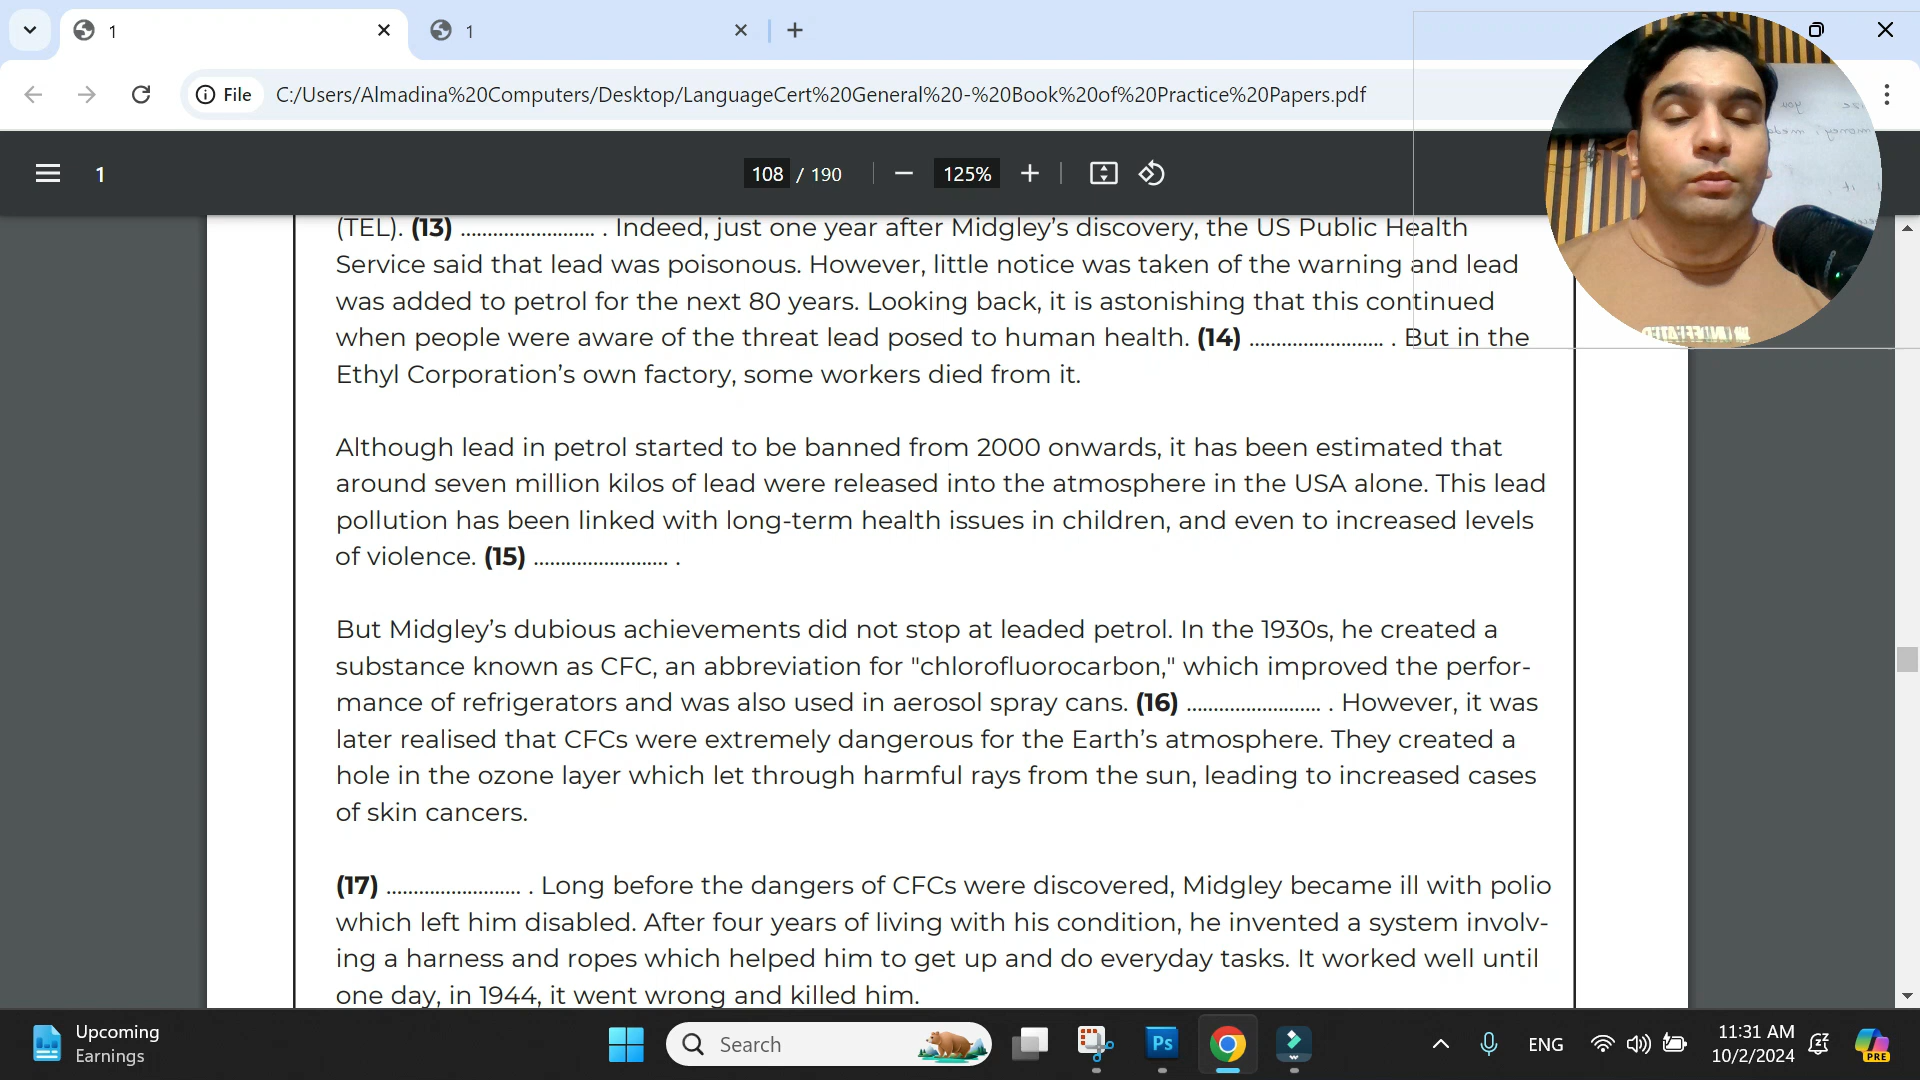 1
1
File
C:/Users/Almadina%20Computers/Desktop/LanguageCert%20General%20-%20Book%20of%20Practice%20Papers.pdf
1
108 / 190
125%
(TEL). (13) ......................... . Indeed, just one year after Midgley's discovery, the US Public Health
Service said that lead was poisonous. However, little notice was taken of the warning and lead
was added to petrol for the next 80 years. Looking back, it is astonishing that this continued
when people were aware of the threat lead posed to human health. (14) ......................... . But in the
Ethyl Corporation's own factory, some workers died from it.
Although lead in petrol started to be banned from 2000 onwards, it has been estimated that
around seven million kilos of lead were released into the atmosphere in the USA alone. This lead
pollution has been linked with long-term health issues in children, and even to increased levels
of violence. (15) ......................... .
But Midgley's dubious achievements did not stop at leaded petrol. In the 1930s, he created a
substance known as CFC, an abbreviation for "chlorofluorocarbon," which improved the perfor-
mance of refrigerators and was also used in aerosol spray cans. (16) ......................... . However, it was
later realised that CFCs were extremely dangerous for the Earth's atmosphere. They created a
hole in the ozone layer which let through harmful rays from the sun, leading to increased cases
of skin cancers.
(17) ......................... . Long before the dangers of CFCs were discovered, Midgley became ill with polio
which left him disabled. After four years of living with his condition, he invented a system involv-
ing a harness and ropes which helped him to get up and do everyday tasks. It worked well until
one day, in 1944, it went wrong and killed him.
Upcoming
Earnings
Search
Ps
ENG
11:31 AM
10/2/2024
PRE